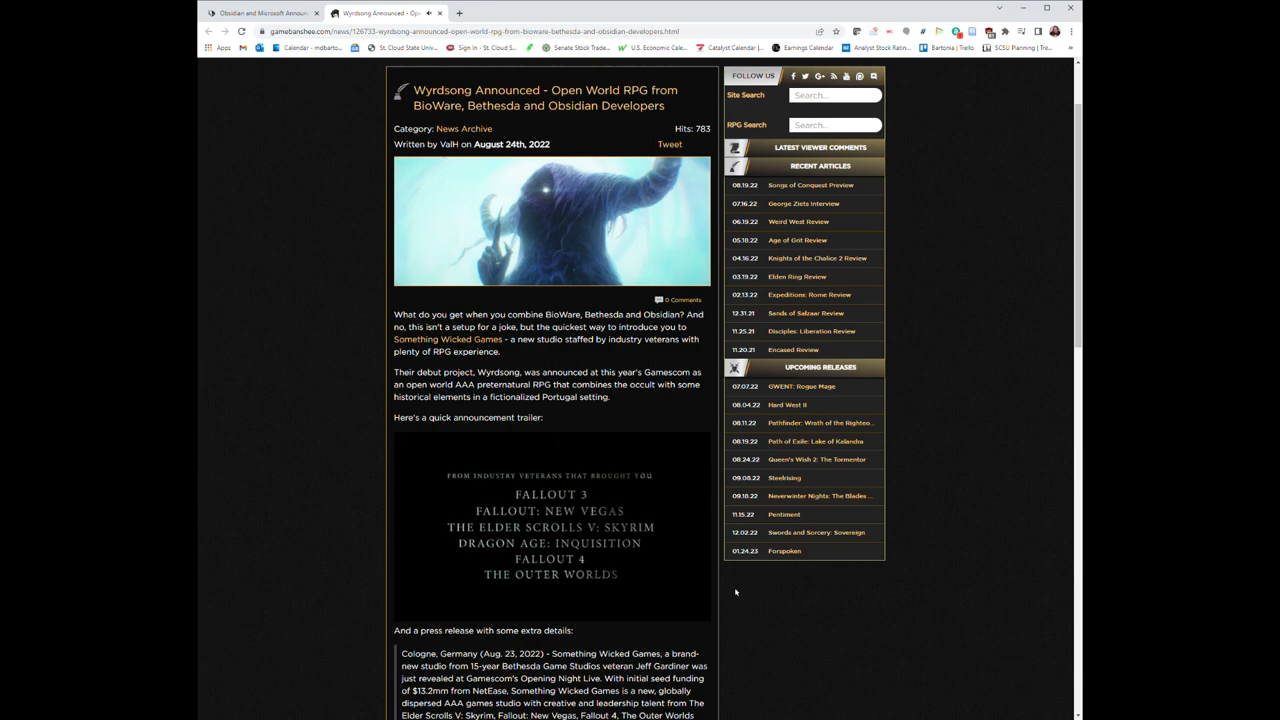 Obsidian and Microsoft Announ
Wyrdsong Announced - Op
gamebanshee.com/news/126733-wyrdsong-announced-open-world-rpg-from-bioware-bethesda-and-obsidian-developers.html
Apps
Calendar - mdbarto...
St. Cloud State Univ...
Sign In - St. Cloud S...
Senate Stock Trade...
U.S. Economic Cale...
Catalyst Calendar |...
Earnings Calendar
Analyst Stock Ratin...
Bartonia | Trello
SCSU Planning | Tre...
Wyrdsong Announced - Open World RPG from
BioWare, Bethesda and Obsidian Developers
Category: News Archive
Hits: 783
Written by ValH on August 24th, 2022
Tweet
0 Comments
What do you get when you combine BioWare, Bethesda and Obsidian? And
no, this isn't a setup for a joke, but the quickest way to introduce you to
Something Wicked Games - a new studio staffed by industry veterans with
plenty of RPG experience.
Their debut project, Wyrdsong, was announced at this year's Gamescom as
an open world AAA preternatural RPG that combines the occult with some
historical elements in a fictionalized Portugal setting.
Here's a quick announcement trailer:
FROM INDUSTRY VETERANS THAT BROUGHT YOU
FALLOUT 3
FALLOUT: NEW VEGAS
THE ELDER SCROLLS V: SKYRIM
DRAGON AGE: INQUISITION
FALLOUT 4
THE OUTER WORLDS
And a press release with some extra details:
Cologne, Germany (Aug. 23, 2022) - Something Wicked Games, a brand-
new studio from 15-year Bethesda Game Studios veteran Jeff Gardiner was
just revealed at Gamescom's Opening Night Live. With initial seed funding
of $13.2mm from NetEase, Something Wicked Games is a new, globally
dispersed AAA games studio with creative and leadership talent from The
Elder Scrolls V: Skyrim, Fallout: New Vegas, Fallout 4, The Outer Worlds
FOLLOW US
Site Search
Search...
RPG Search
Search...
LATEST VIEWER COMMENTS
RECENT ARTICLES
08.19.22 Songs of Conquest Preview
07.16.22 George Ziets Interview
06.19.22 Weird West Review
05.18.22 Age of Grit Review
04.16.22 Knights of the Chalice 2 Review
03.19.22 Elden Ring Review
02.13.22 Expeditions: Rome Review
12.31.21 Sands of Salzaar Review
11.25.21 Disciples: Liberation Review
11.20.21 Encased Review
UPCOMING RELEASES
07.07.22 GWENT: Rogue Mage
08.04.22 Hard West II
08.11.22 Pathfinder: Wrath of the Righteo...
08.19.22 Path of Exile: Lake of Kalandra
08.24.22 Queen's Wish 2: The Tormentor
09.08.22 Steelrising
09.18.22 Neverwinter Nights: The Blades ...
11.15.22 Pentiment
12.02.22 Swords and Sorcery: Sovereign
01.24.23 Forspoken